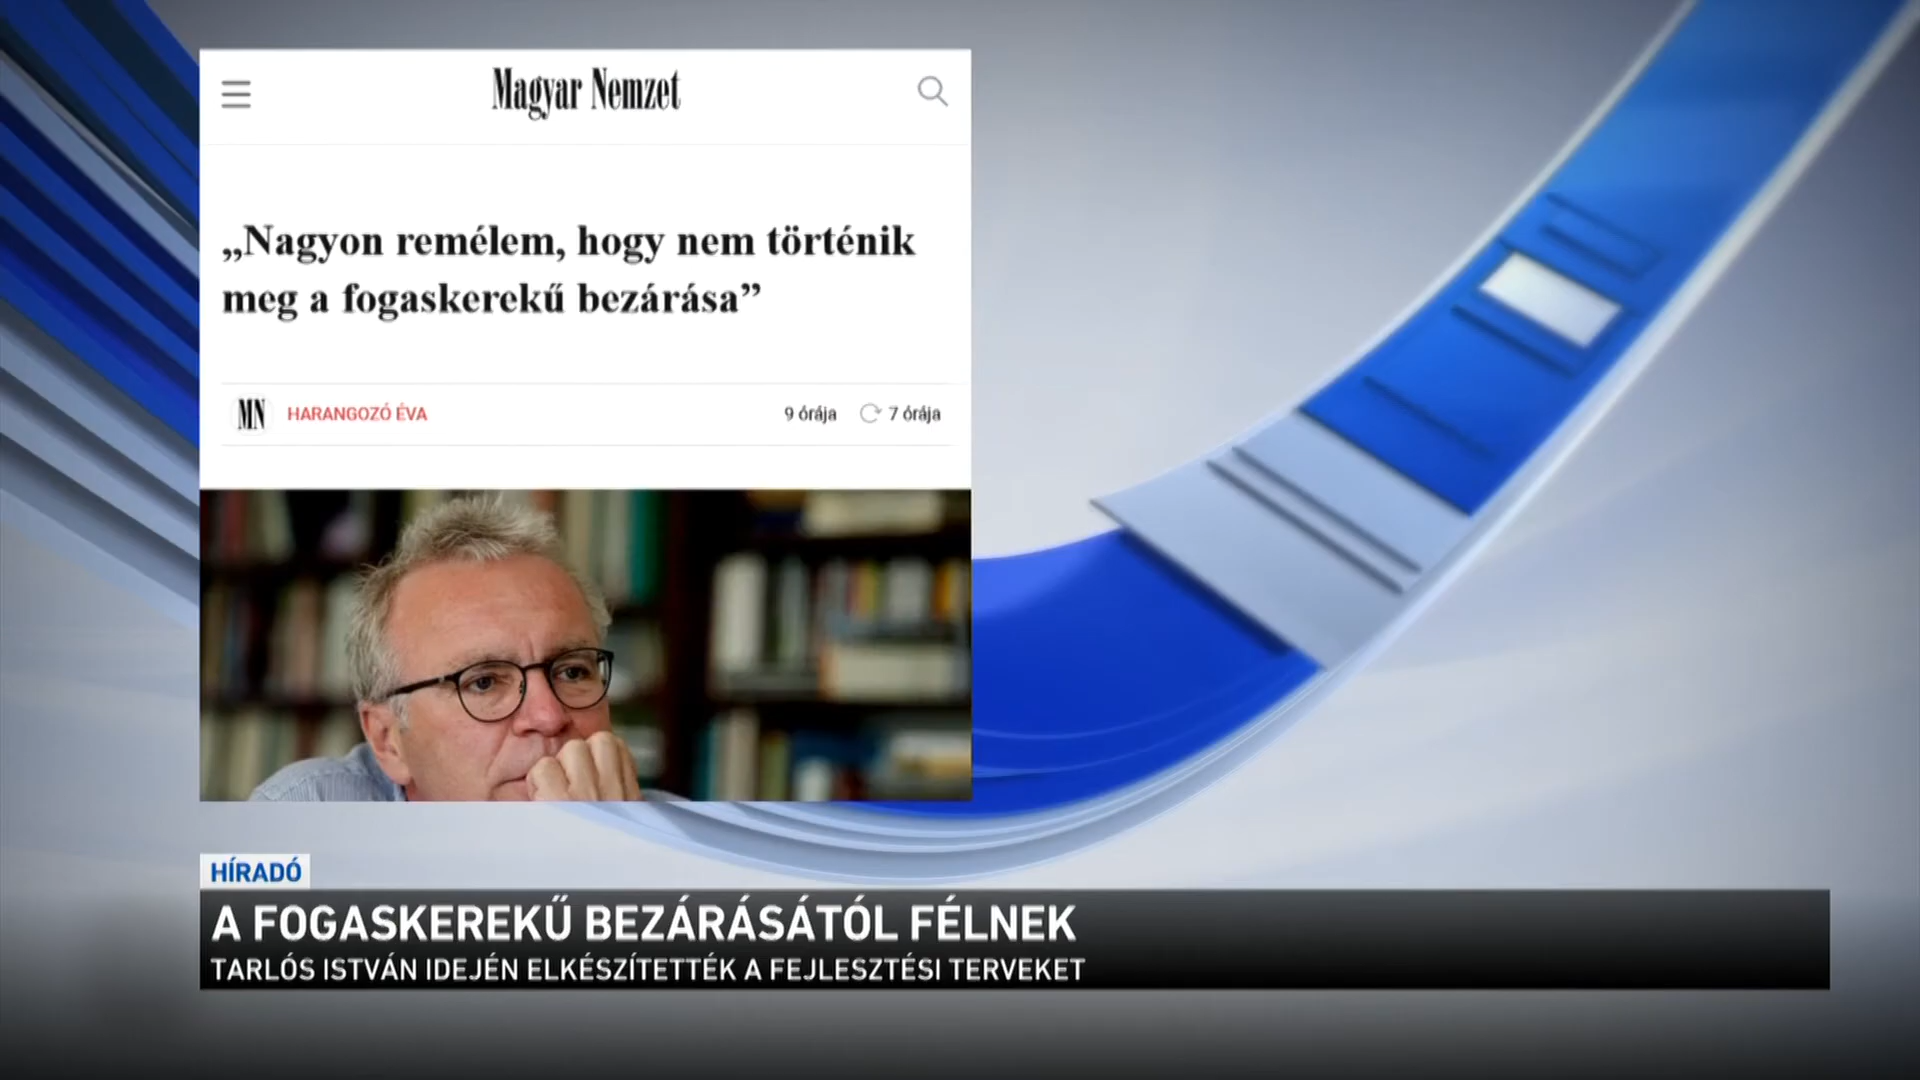 Magyar Nemzet
„Nagyon remélem, hogy nem történik
meg a fogaskerekű bezárása”
MN HARANGOZÓ ÉVA 9 órája 7 órája
HÍRADÓ
A FOGASKEREKŰ BEZÁRÁSÁTÓL FÉLNEK
TARLÓS ISTVÁN IDEJÉN ELKÉSZÍTETTÉK A FEJLESZTÉSI TERVEKET